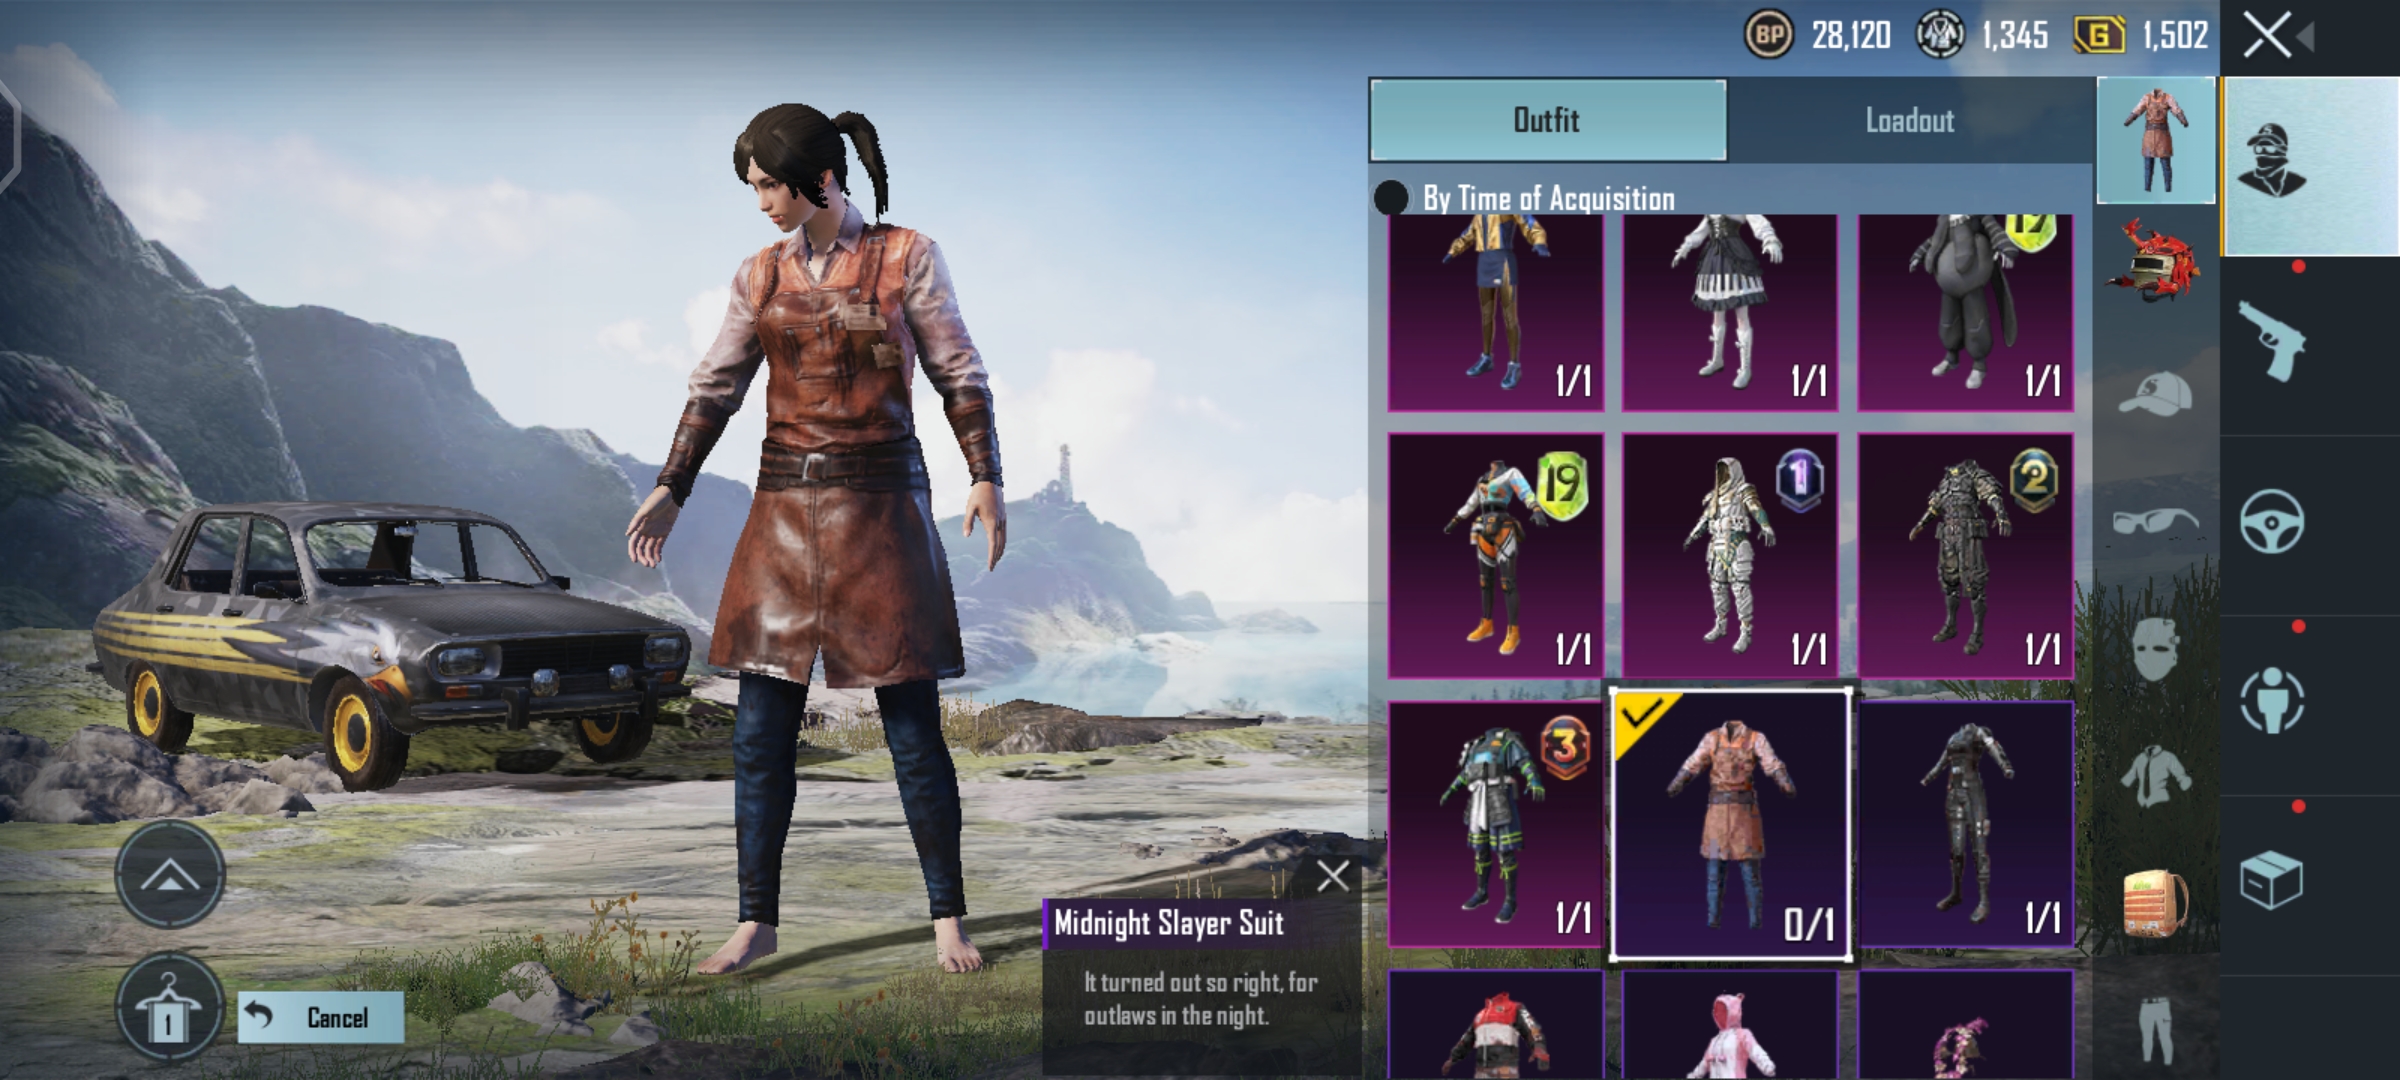 BP 28,120 1,345 G 1,502
Outfit Loadout
By Time of Acquisition
17
1/1 1/1 1/1
19 1 2
1/1 1/1 1/1
3
1/1 0/1 1/1
Midnight Slayer Suit
It turned out so right, for
outlaws in the night.
1 Cancel